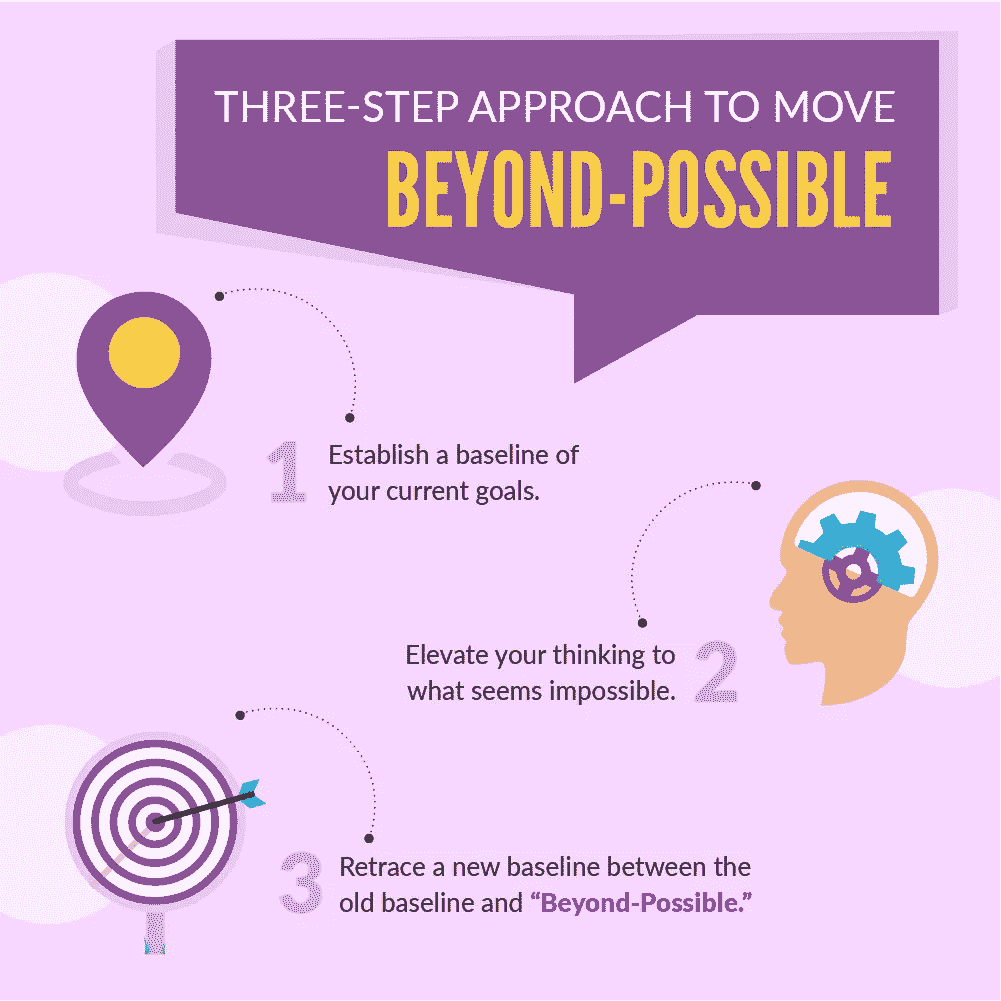 THREE-STEP APPROACH TO MOVE
BEYOND-POSSIBLE
1
Establish a baseline of
your current goals.
2
Elevate your thinking to
what seems impossible.
3
Retrace a new baseline between the
old baseline and “Beyond-Possible.”